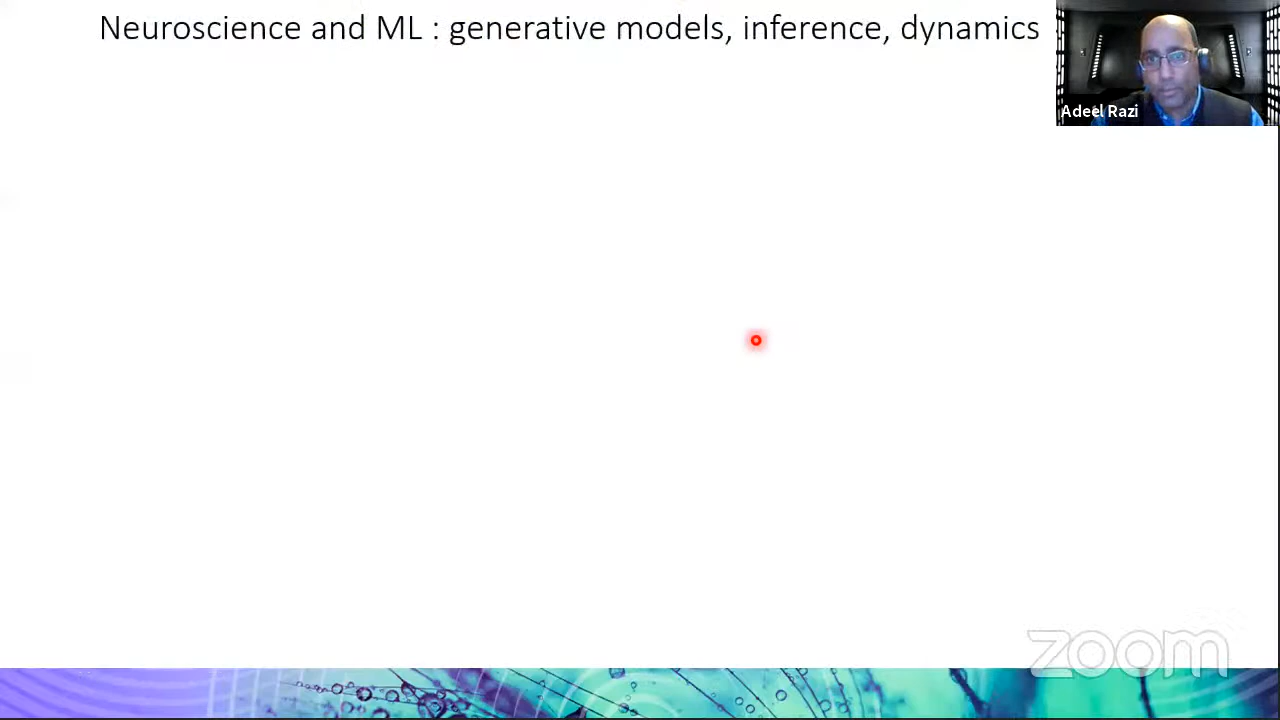 Neuroscience and ML : generative models, inference, dynamics
Adeel Razi
zoom